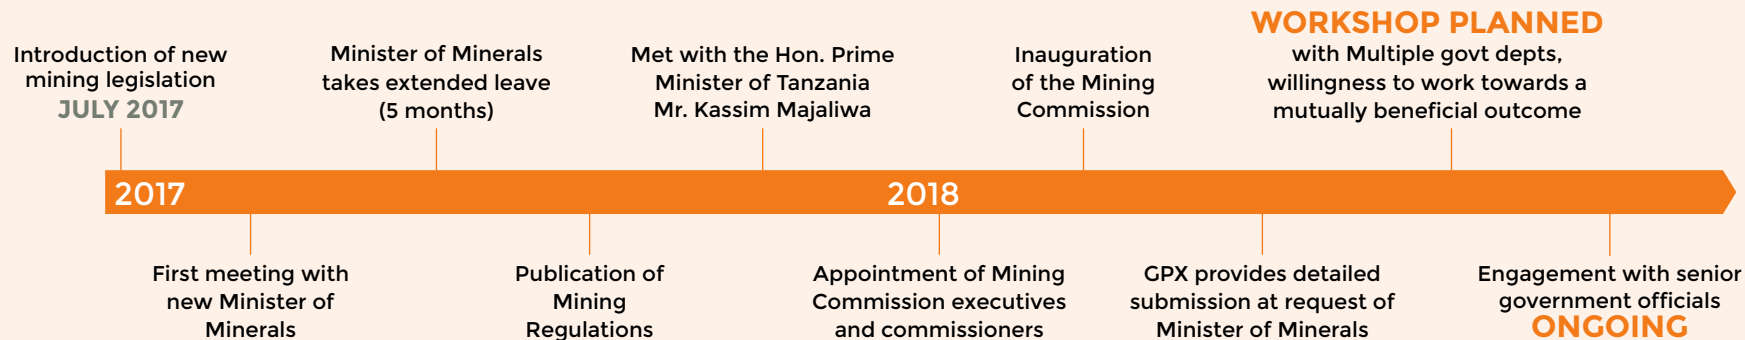 Introduction of new
mining legislation
JULY 2017
Minister of Minerals
takes extended leave
(5 months)
Met with the Hon. Prime
Minister of Tanzania
Mr. Kassim Majaliwa
Inauguration
of the Mining
Commission
WORKSHOP PLANNED
with Multiple govt depts,
willingness to work towards a
mutually beneficial outcome
2017
2018
First meeting with
new Minister of
Minerals
Publication of
Mining
Regulations
Appointment of Mining
Commission executives
and commissioners
GPX provides detailed
submission at request of
Minister of Minerals
Engagement with senior
government officials
ONGOING